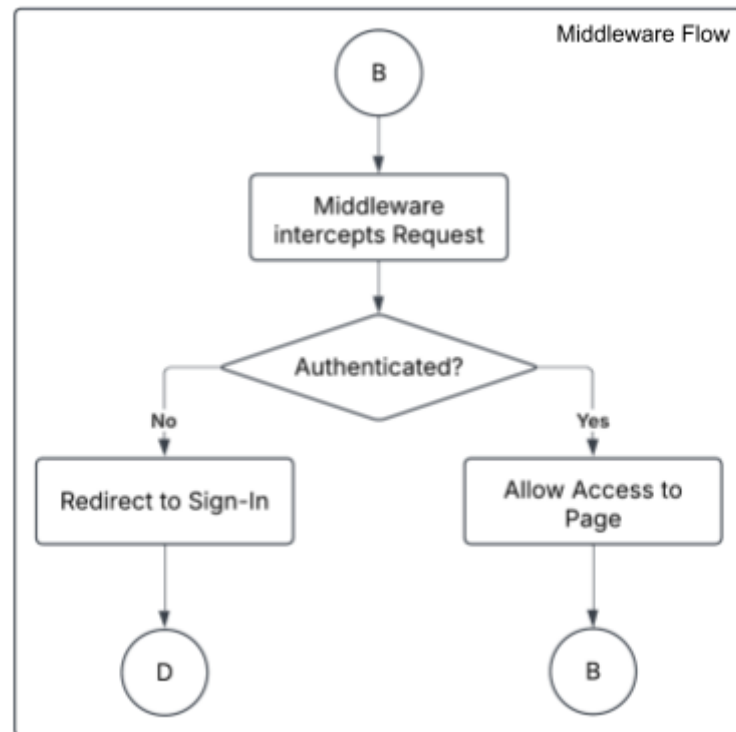 Middleware Flow
B
Middleware
intercepts Request
Authenticated?
No
Yes
Redirect to Sign-In
Allow Access to
Page
D
B